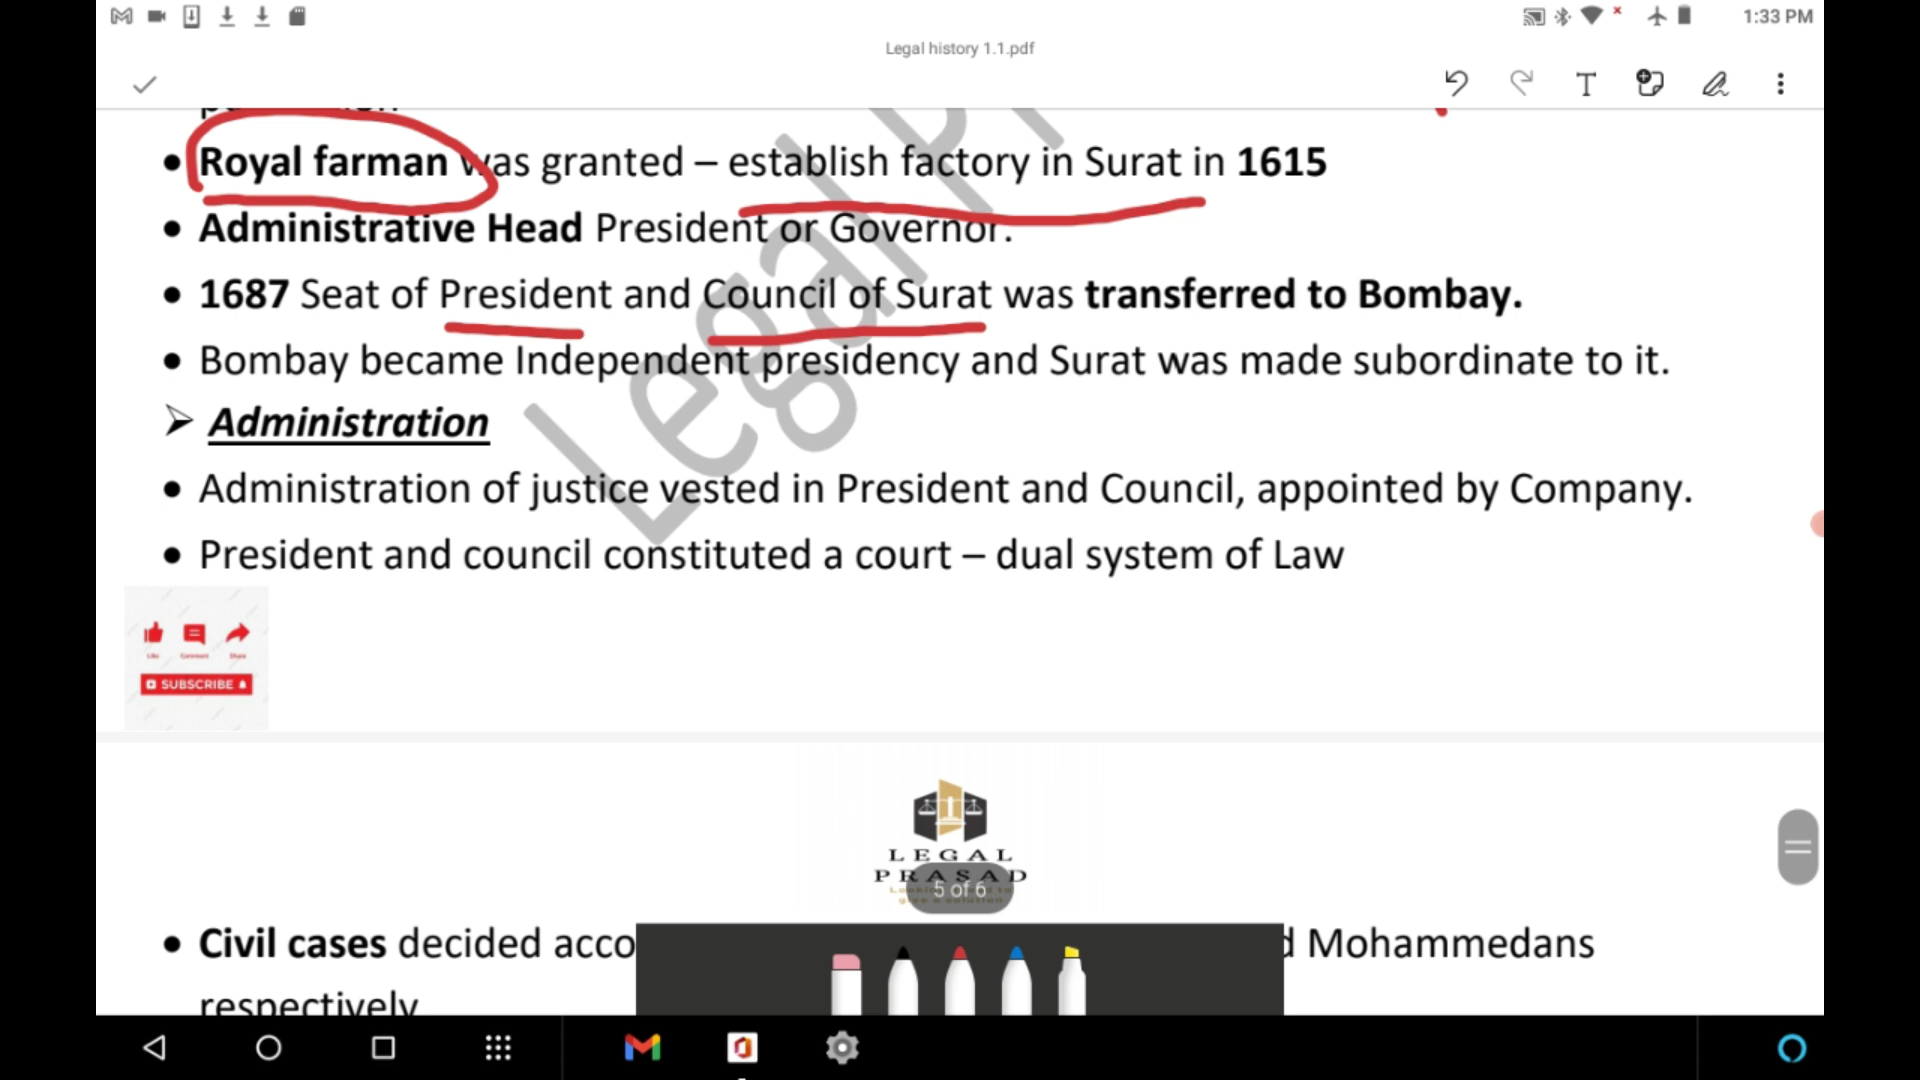 1:33 PM
Legal history 1.1.pdf
• Royal farman was granted – establish factory in Surat in 1615
• Administrative Head President or Governor.
• 1687 Seat of President and Council of Surat was transferred to Bombay.
• Bombay became Independent presidency and Surat was made subordinate to it.
➢ Administration
• Administration of justice vested in President and Council, appointed by Company.
• President and council constituted a court – dual system of Law
Like Comment Share
SUBSCRIBE
LEGAL
PRASAD
5 of 6
• Civil cases decided Mohammedans
respectively
Legal